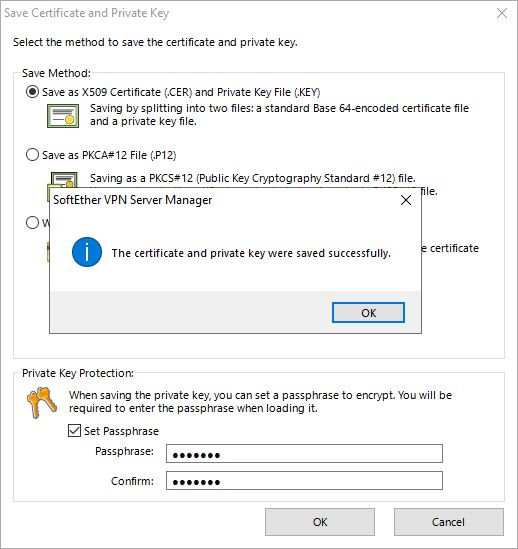 Save Certificate and Private Key
Select the method to save the certificate and private key.
Save Method:
Save as X509 Certificate (.CER) and Private Key File (.KEY)
Saving by splitting into two files: a standard Base 64-encoded certificate file
and a private key file.
Save as PKCA#12 File (.P12)
Saving as a PKCS#12 (Public Key Cryptography Standard #12) file.
file.
SoftEther VPN Server Manager
certificate
The certificate and private key were saved successfully.
OK
Private Key Protection:
When saving the private key, you can set a passphrase to encrypt. You will be
required to enter the passphrase when loading it.
Set Passphrase
Passphrase: ●●●●●●●
Confirm: ●●●●●●●
OK
Cancel